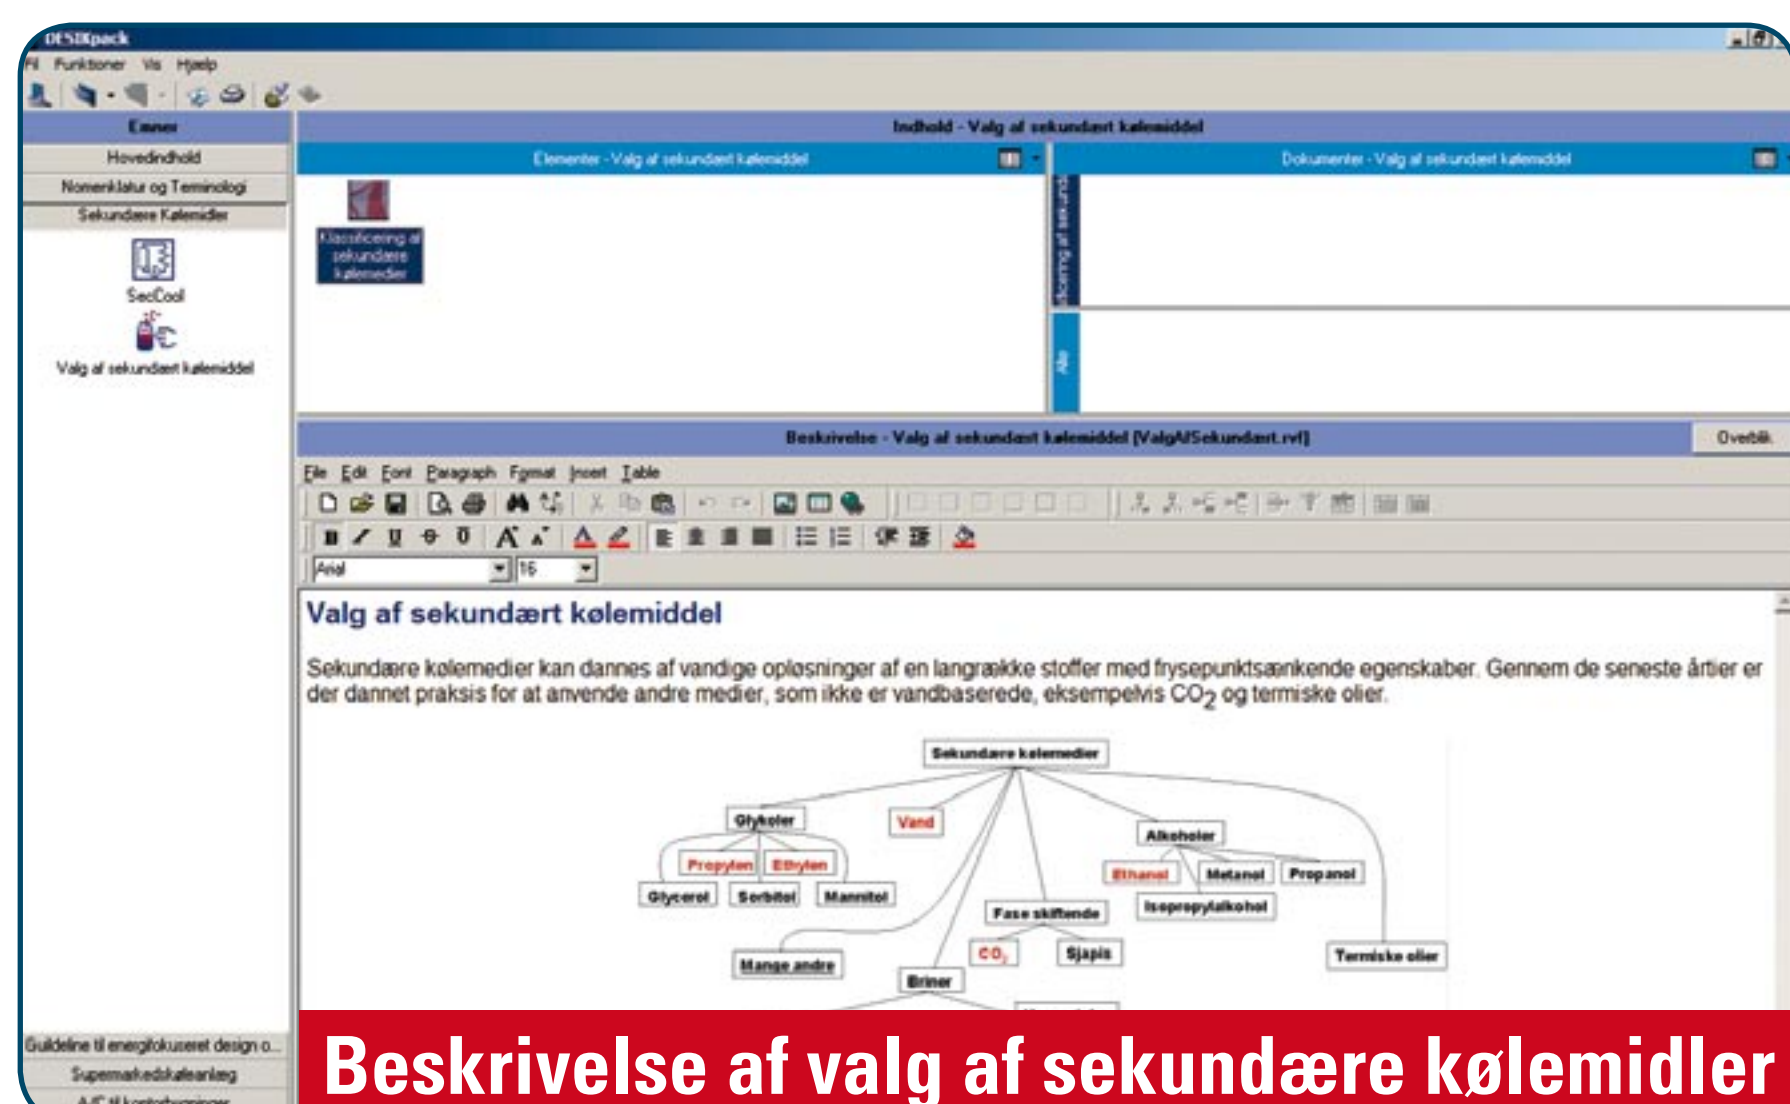 DESIXpack
Fil Funktioner Vis Hjælp
Emner
Hovedindhold
Nomenklatur og Terminologi
Sekundære Kølemidler
SecCool
Valg af sekundært kølemiddel
Guildeline til energifokuseret design o...
Supermarkedskøleanlæg
A/C til kontorbygninger
Indhold - Valg af sekundært kølemiddel
Elementer - Valg af sekundært kølemiddel
Dokumenter - Valg af sekundært kølemiddel
Klassificering af
sekundære
kølemedier
Alle
Beskrivelse - Valg af sekundært kølemiddel [ValgAfSekundært.rvf]
Overblik
File Edit Font Paragraph Format Insert Table
Arial 16
Valg af sekundært kølemiddel
Sekundære kølemedier kan dannes af vandige opløsninger af en langrække stoffer med frysepunktsænkende egenskaber. Gennem de seneste årtier er
der dannet praksis for at anvende andre medier, som ikke er vandbaserede, eksempelvis CO2 og termiske olier.
Sekundære kølemedier
Glykoler
Vand
Alkoholer
Propylen Ethylen
Ethanol Metanol Propanol
Glycerol Sorbitol Mannitol
Isopropylalkohol
Fase skiftende
CO2 Sjapis
Termiske olier
Mange andre
Briner
Beskrivelse af valg af sekundære kølemidler